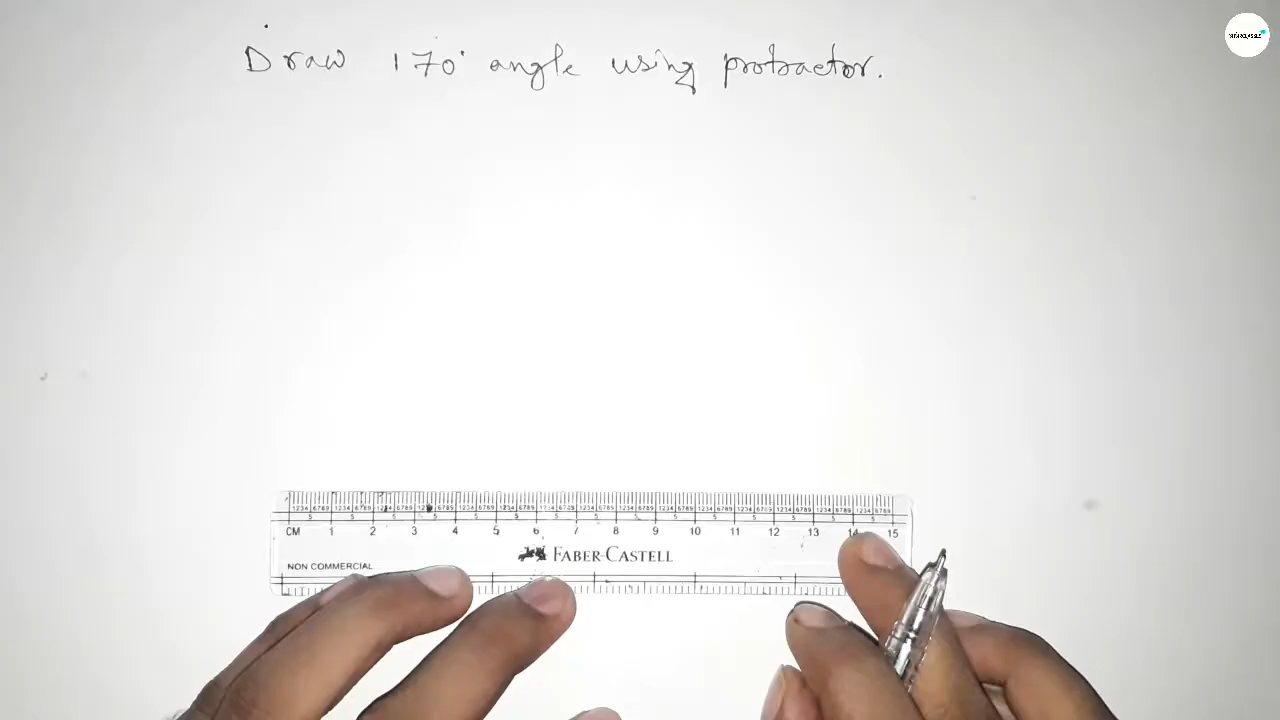 Draw 170° angle using protractor.
CM 1 2 3 4 5 6 7 8 9 10 11 12 13 14 15
FABER-CASTELL
NON COMMERCIAL